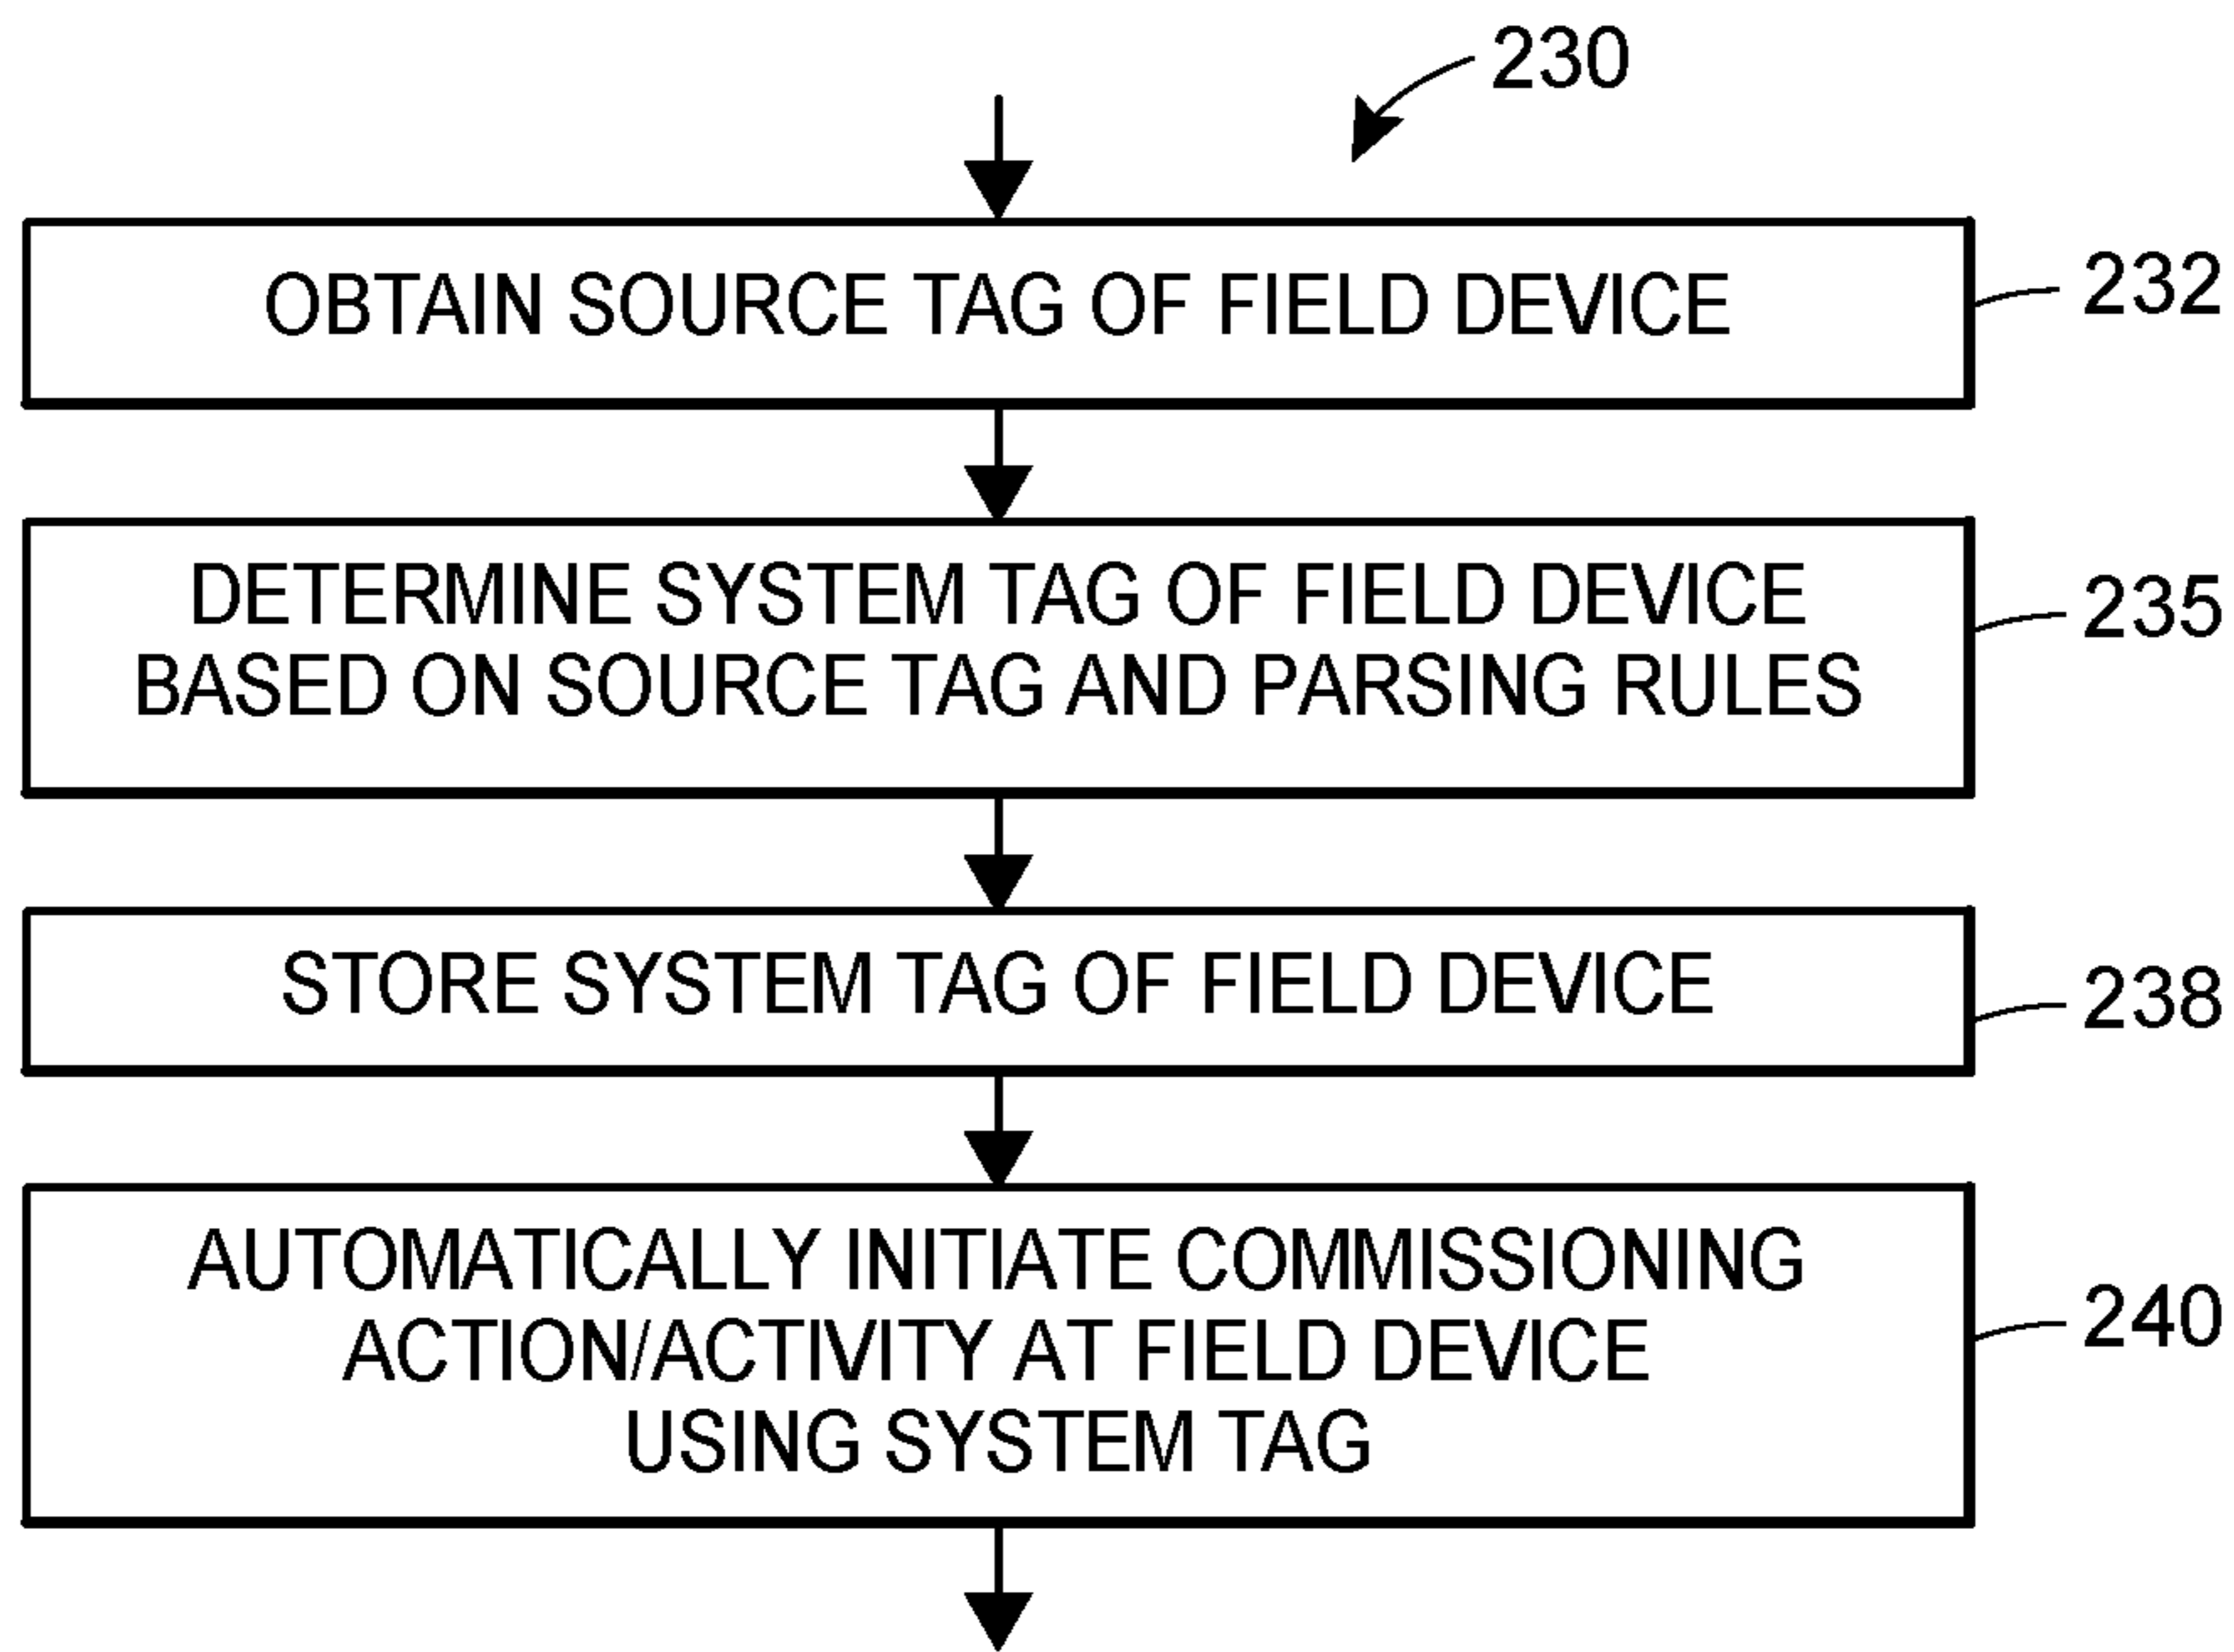 230
OBTAIN SOURCE TAG OF FIELD DEVICE
232
DETERMINE SYSTEM TAG OF FIELD DEVICE
BASED ON SOURCE TAG AND PARSING RULES
235
STORE SYSTEM TAG OF FIELD DEVICE
238
AUTOMATICALLY INITIATE COMMISSIONING
ACTION/ACTIVITY AT FIELD DEVICE
USING SYSTEM TAG
240